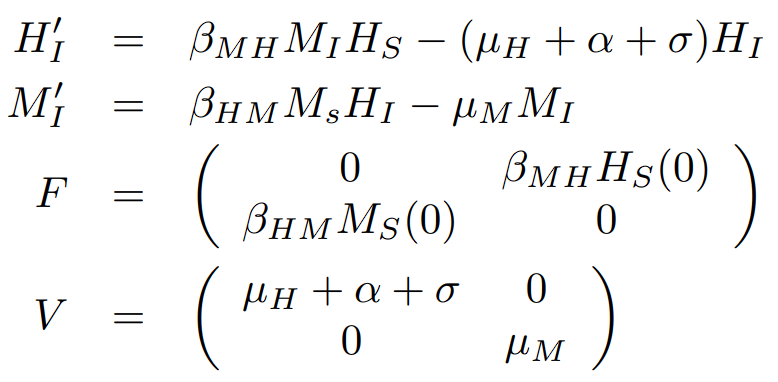 H′_I = β_{MH} M_I H_S − (μ_H + α + σ)H_I
M′_I = β_{HM} M_s H_I − μ_M M_I
F = ( 0 β_{MH} H_S(0)
β_{HM} M_S(0) 0 )
V = ( μ_H + α + σ 0
0 μ_M )